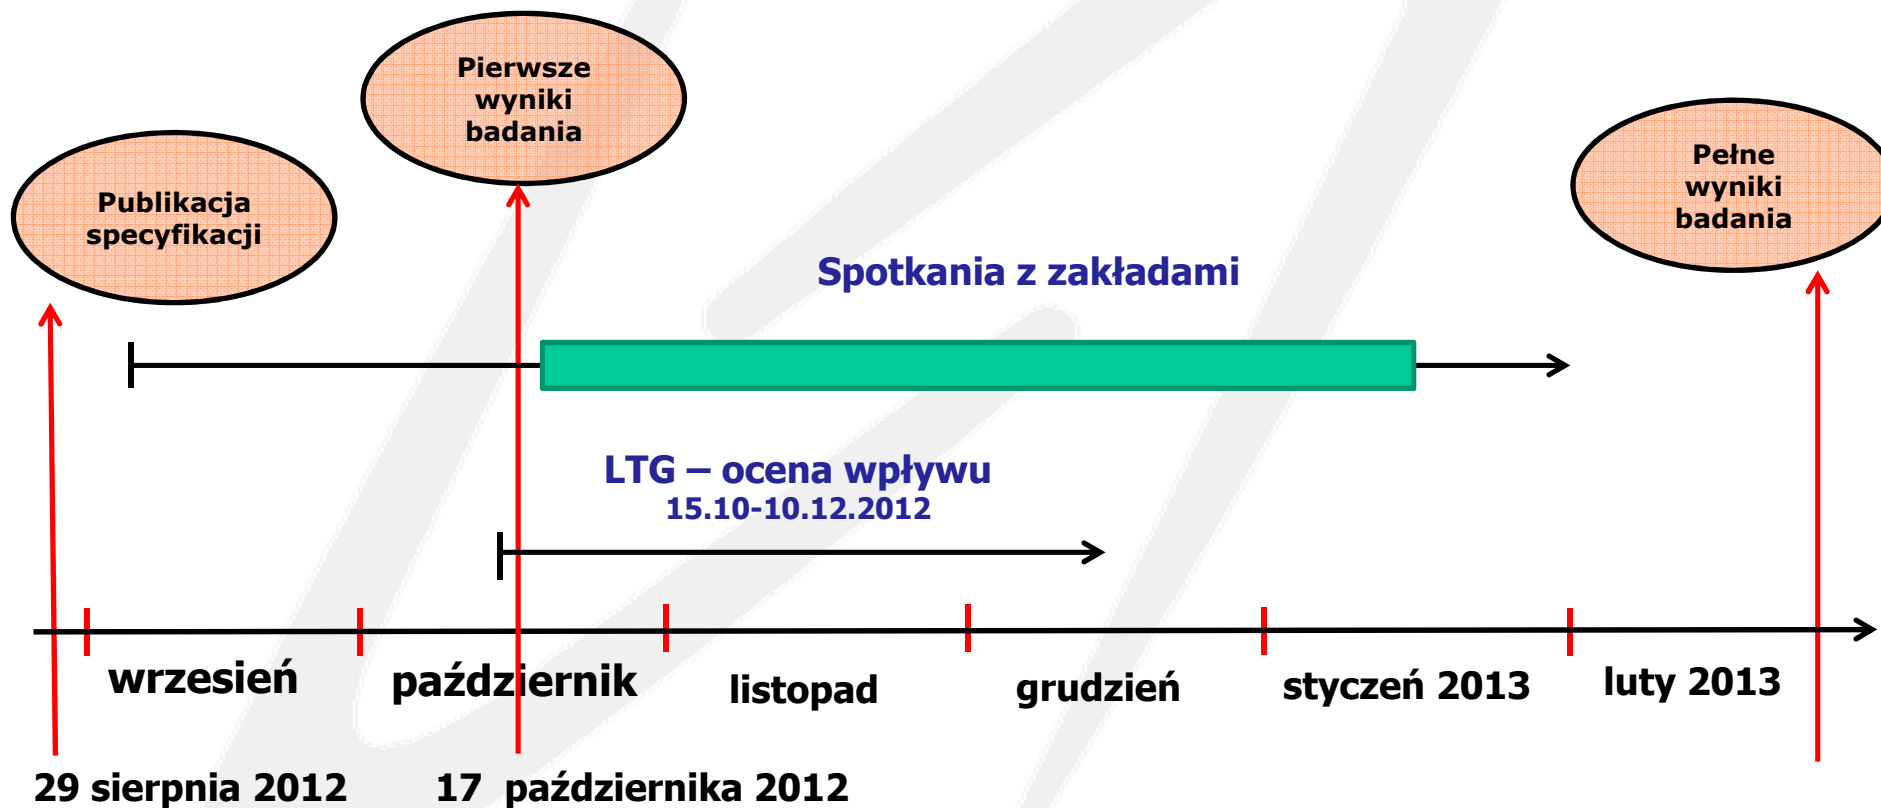 Pierwsze
wyniki
badania
Publikacja
specyfikacji
Pełne
wyniki
badania
Spotkania z zakładami
LTG – ocena wpływu
15.10-10.12.2012
wrzesień
październik
listopad
grudzień
styczeń 2013
luty 2013
29 sierpnia 2012
17 października 2012